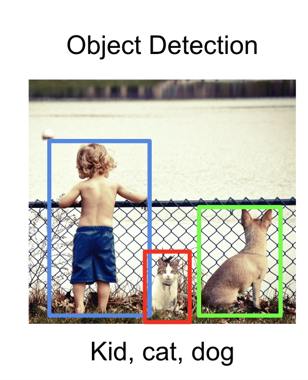 Object Detection
Kid, cat, dog